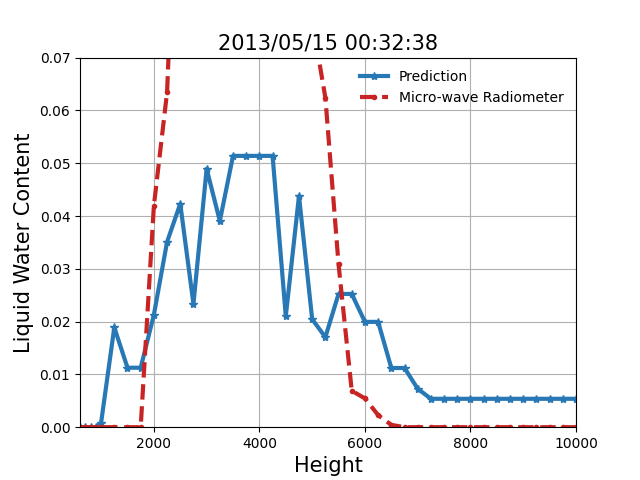 2013/05/15 00:32:38
Prediction
Micro-wave Radiometer
Liquid Water Content
0.07
0.06
0.05
0.04
0.03
0.02
0.01
0.00
2000 4000 6000 8000 10000
Height